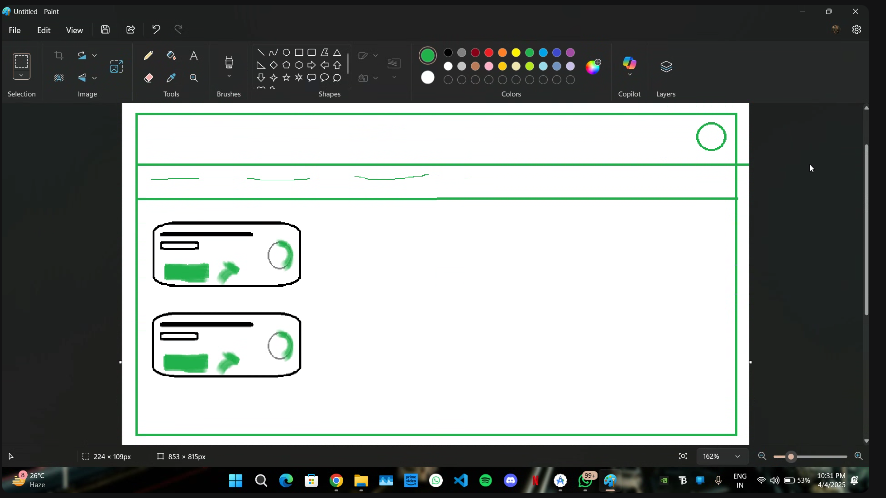 Untitled - Paint
File Edit View
Selection Image Tools Brushes Shapes Colors Copilot Layers
224 × 109px 853 × 815px 162%
26°C
Haze
99+
ENG
IN
53%
10:31 PM
4/4/2025